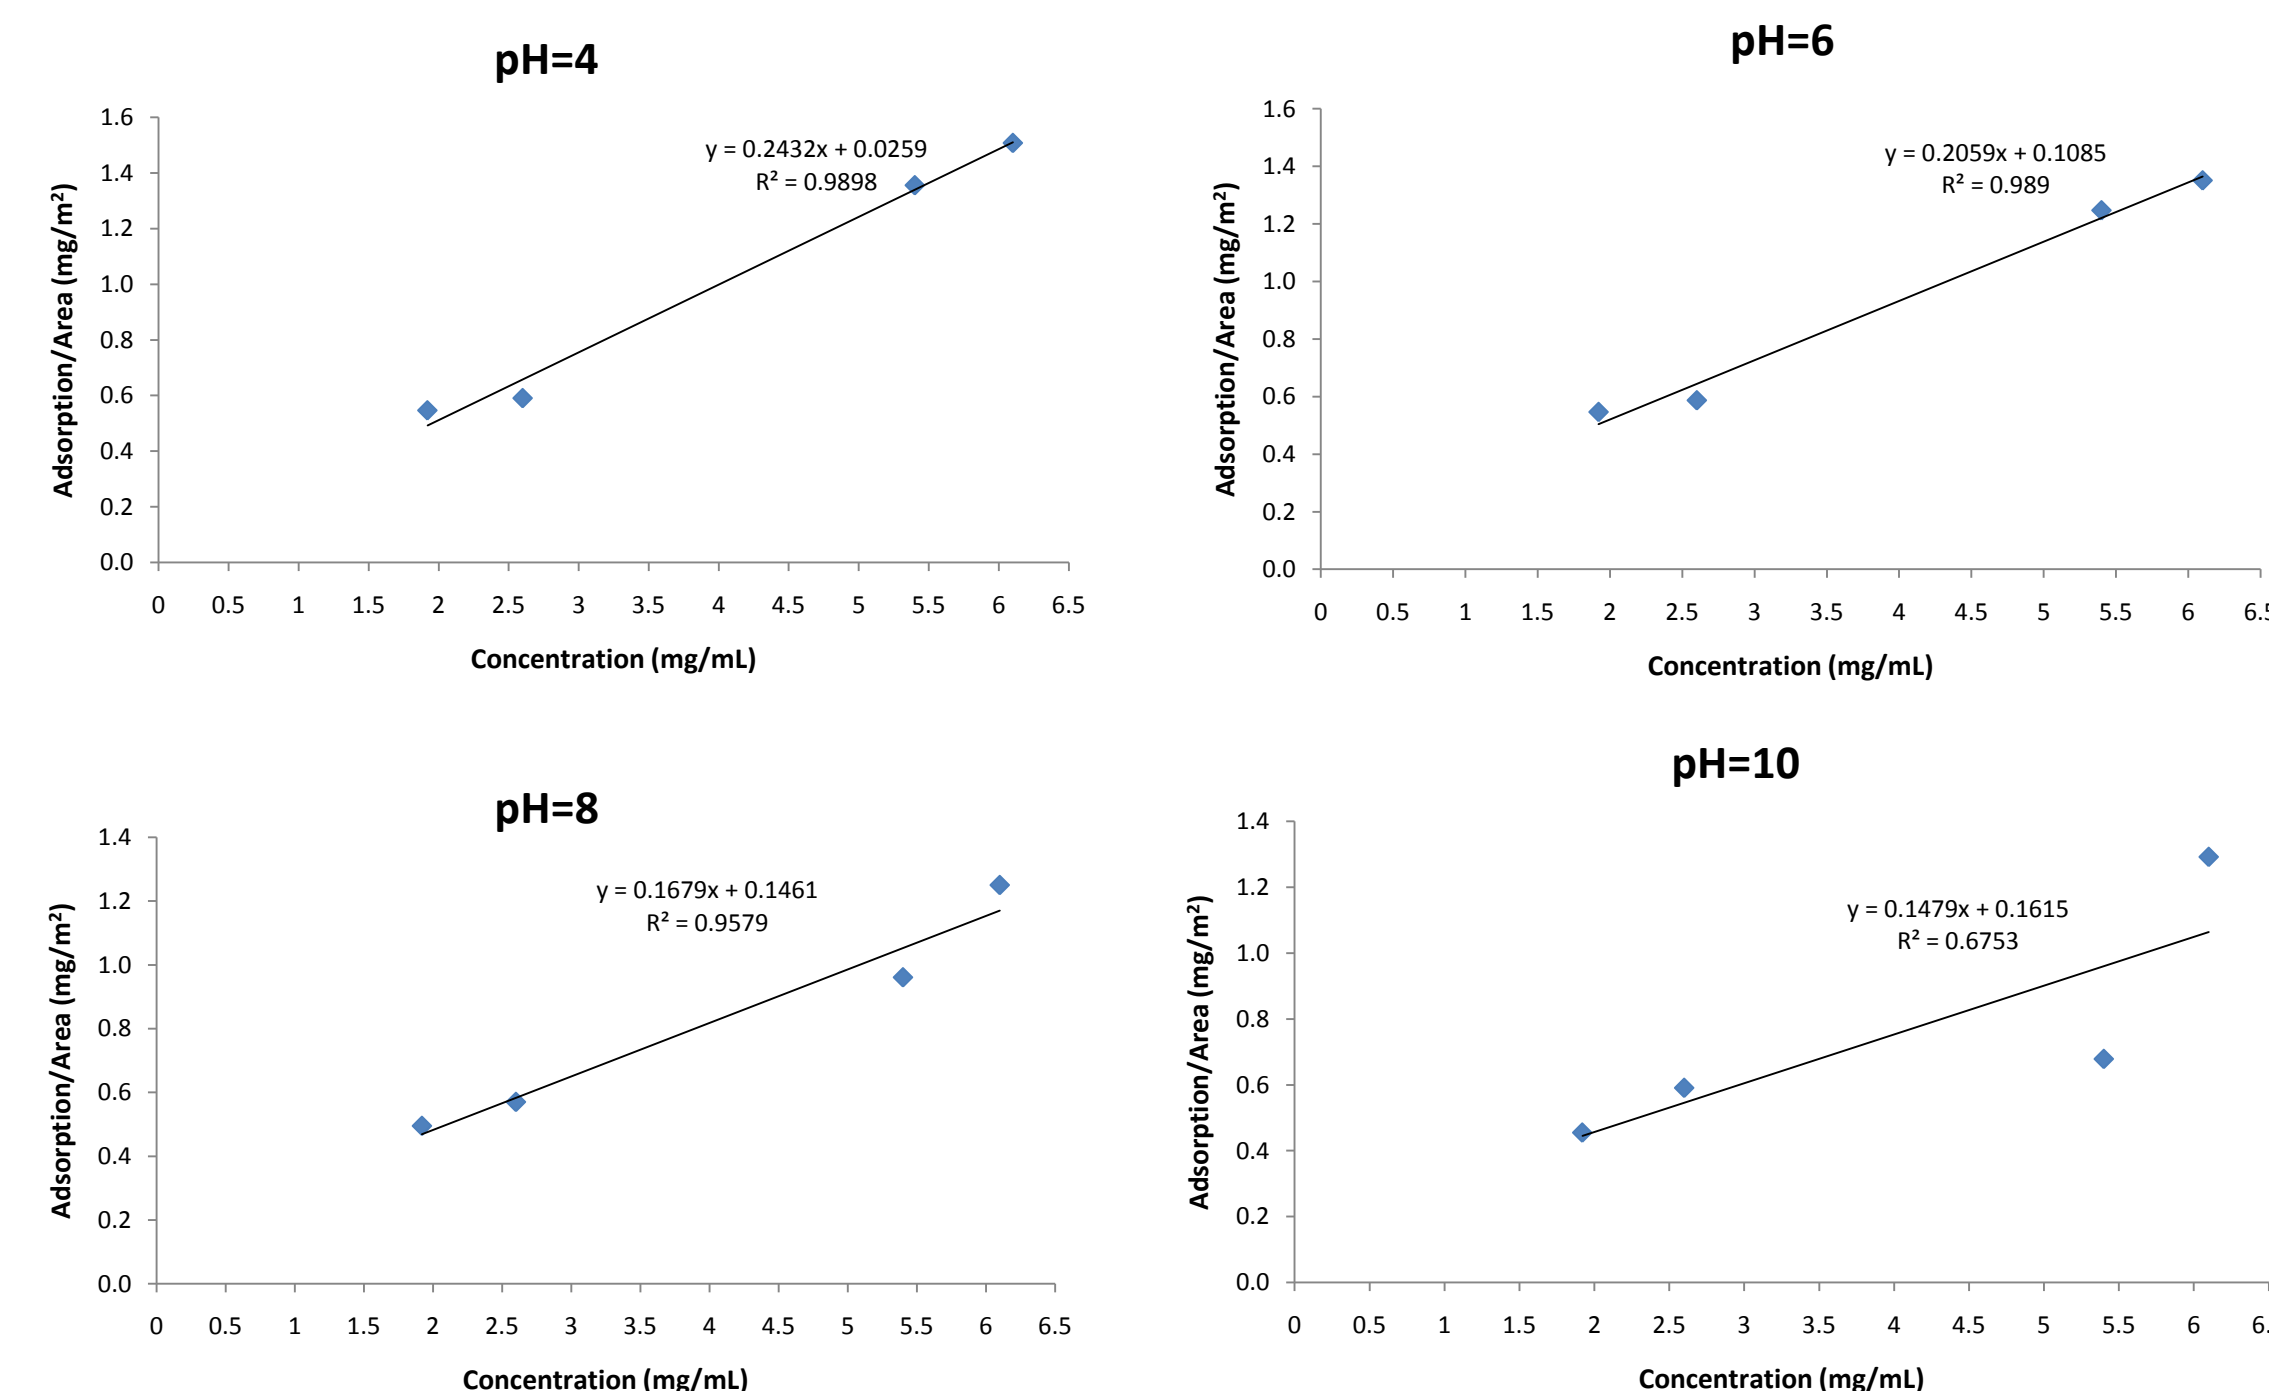 pH=4
1.6
1.4
1.2
1.0
0.8
0.6
0.4
0.2
0.0
Adsorption/Area (mg/m²)
y = 0.2432x + 0.0259
R² = 0.9898
0 0.5 1 1.5 2 2.5 3 3.5 4 4.5 5 5.5 6 6.5
Concentration (mg/mL)
pH=6
1.6
1.4
1.2
1.0
0.8
0.6
0.4
0.2
0.0
Adsorption/Area (mg/m²)
y = 0.2059x + 0.1085
R² = 0.989
0 0.5 1 1.5 2 2.5 3 3.5 4 4.5 5 5.5 6 6.5
Concentration (mg/mL)
pH=8
1.4
1.2
1.0
0.8
0.6
0.4
0.2
0.0
Adsorption/Area (mg/m²)
y = 0.1679x + 0.1461
R² = 0.9579
0 0.5 1 1.5 2 2.5 3 3.5 4 4.5 5 5.5 6 6.5
Concentration (mg/mL)
pH=10
1.4
1.2
1.0
0.8
0.6
0.4
0.2
0.0
Adsorption/Area (mg/m²)
y = 0.1479x + 0.1615
R² = 0.6753
0 0.5 1 1.5 2 2.5 3 3.5 4 4.5 5 5.5 6 6.
Concentration (mg/mL)